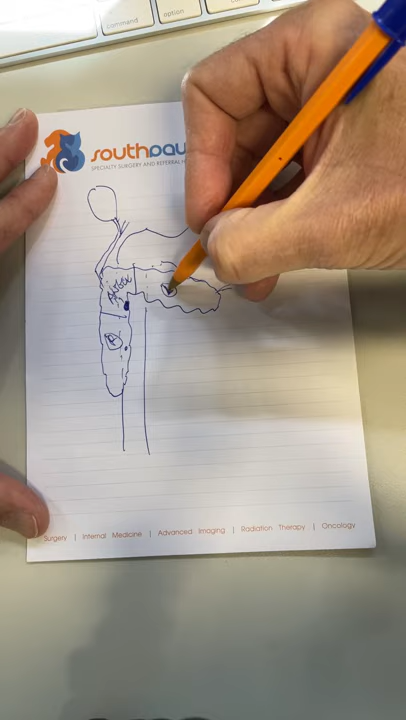 command
option
southpaw
SPECIALTY SURGERY AND REFERRAL
Surgery | Internal Medicine | Advanced Imaging | Radiation Therapy | Oncology